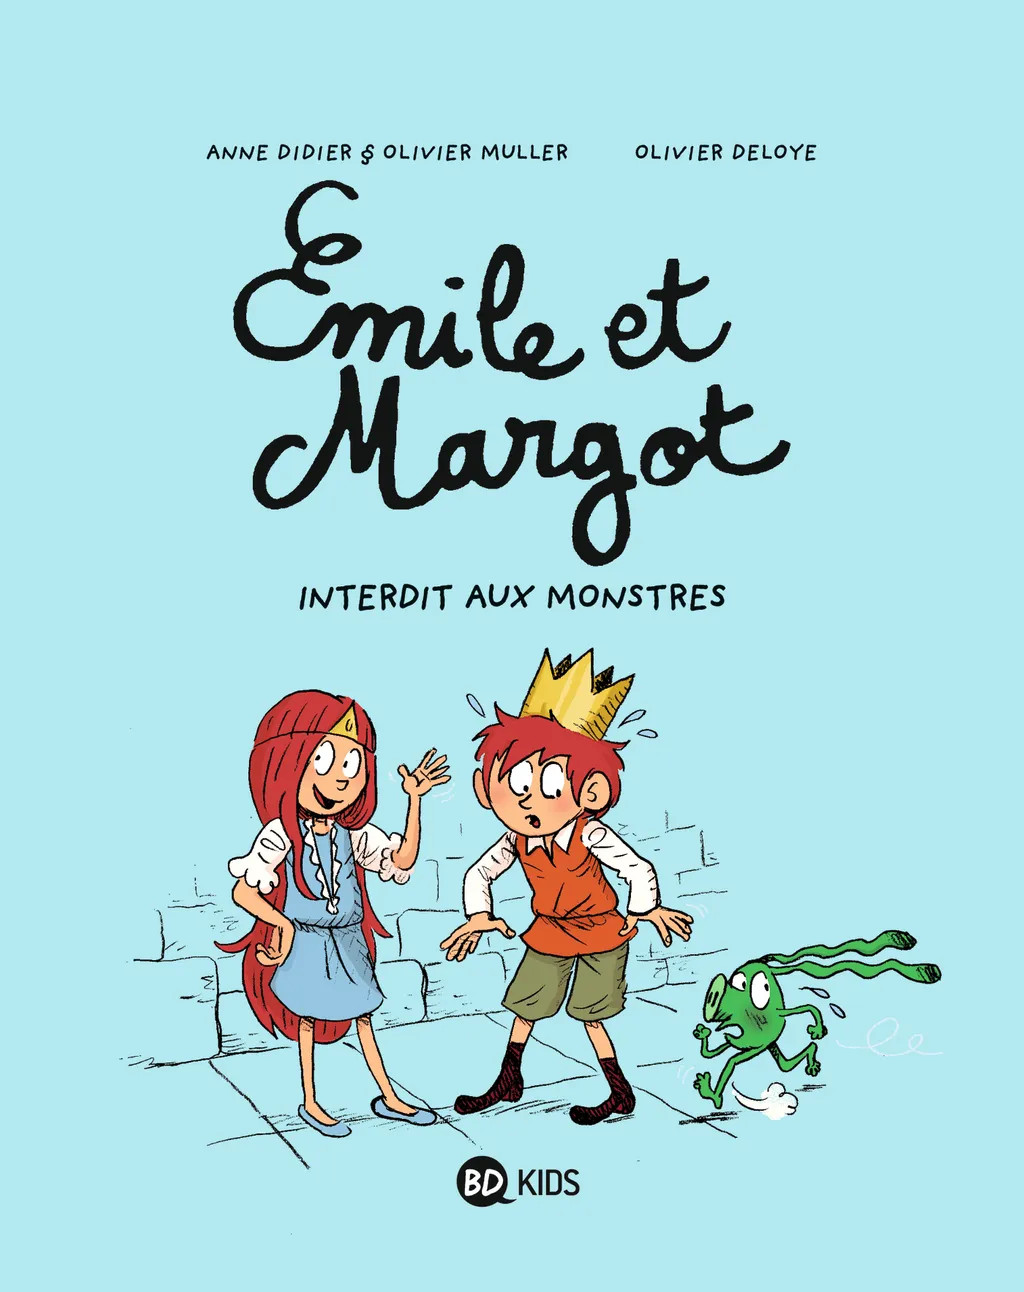 ANNE DIDIER & OLIVIER MULLER OLIVIER DELOYE
Emile et
Margot
INTERDIT AUX MONSTRES
BD KIDS